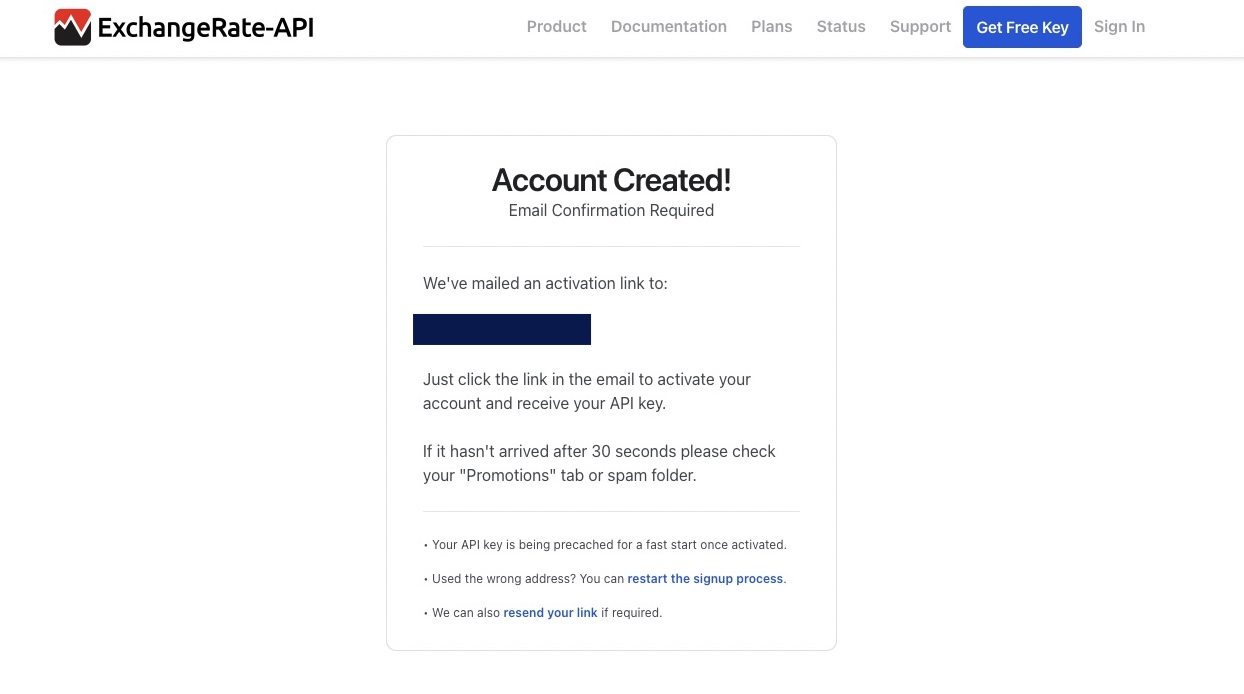 ExchangeRate-API
Product Documentation Plans Status Support Get Free Key Sign In
Account Created!
Email Confirmation Required
We've mailed an activation link to:
Just click the link in the email to activate your
account and receive your API key.
If it hasn't arrived after 30 seconds please check
your "Promotions" tab or spam folder.
• Your API key is being precached for a fast start once activated.
• Used the wrong address? You can restart the signup process.
• We can also resend your link if required.